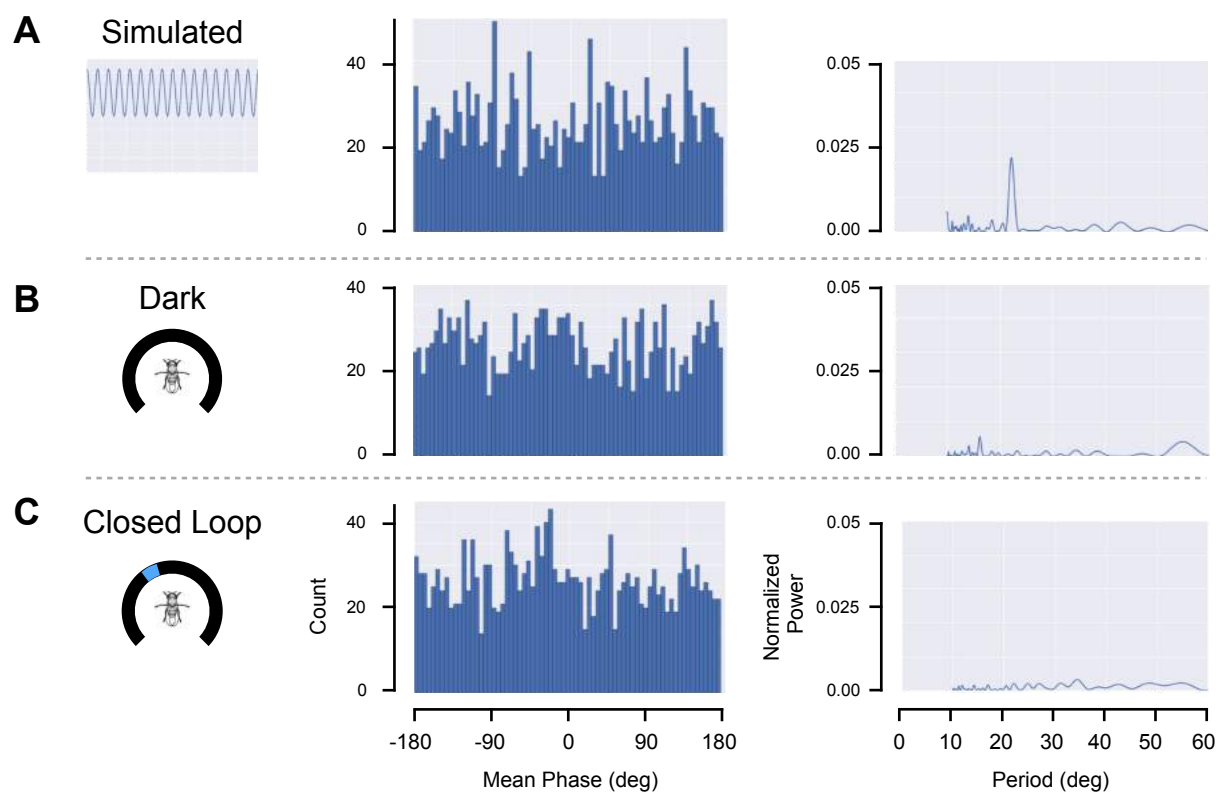 A
Simulated
40
20
0
0.05
0.025
0.00
B
Dark
40
20
0
0.05
0.025
0.00
C
Closed Loop
Count
40
20
0
-180 -90 0 90 180
Mean Phase (deg)
Normalized
Power
0.05
0.025
0.00
0 10 20 30 40 50 60
Period (deg)